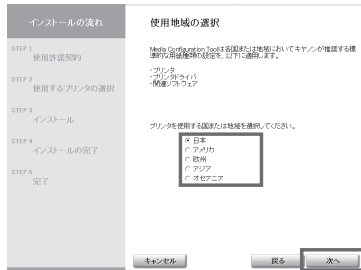 インストールの流れ
STEP 1
使用許諾契約
STEP 2
使用するプリンタの選択
STEP 3
インストール
STEP 4
インストールの完了
STEP 5
完了
使用地域の選択
Media Configuration Toolは各国または地域においてキヤノンが推奨する標
準的な用紙種類の設定を、以下に適用します。
・プリンタ
・プリンタドライバ
・関連ソフトウェア
プリンタを使用する国または地域を選択してください。
日本
アメリカ
欧州
アジア
オセアニア
キャンセル
戻る
次へ